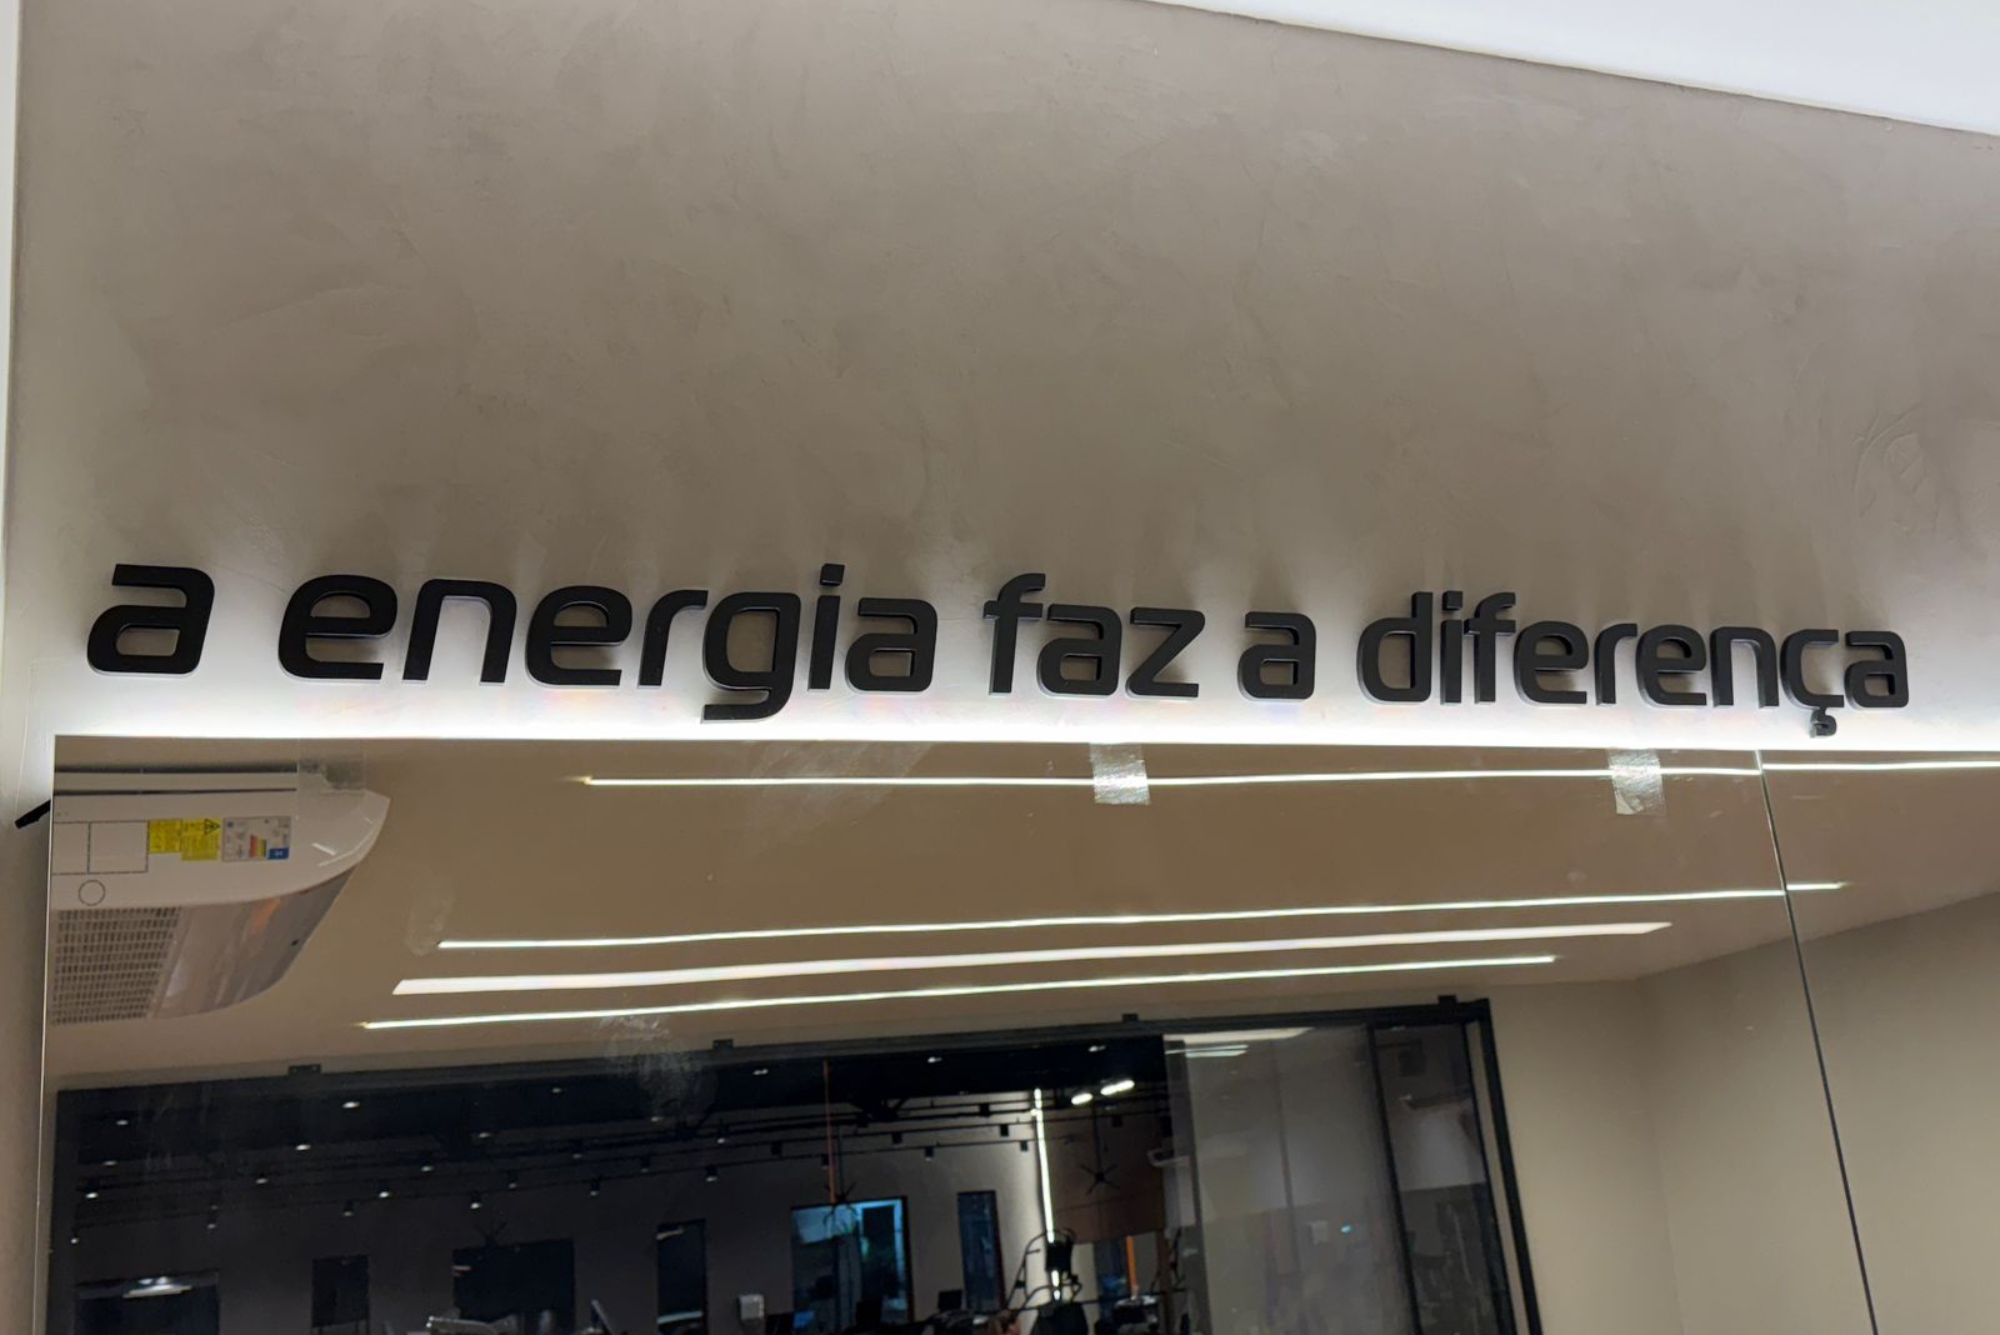 a energia faz a diferença